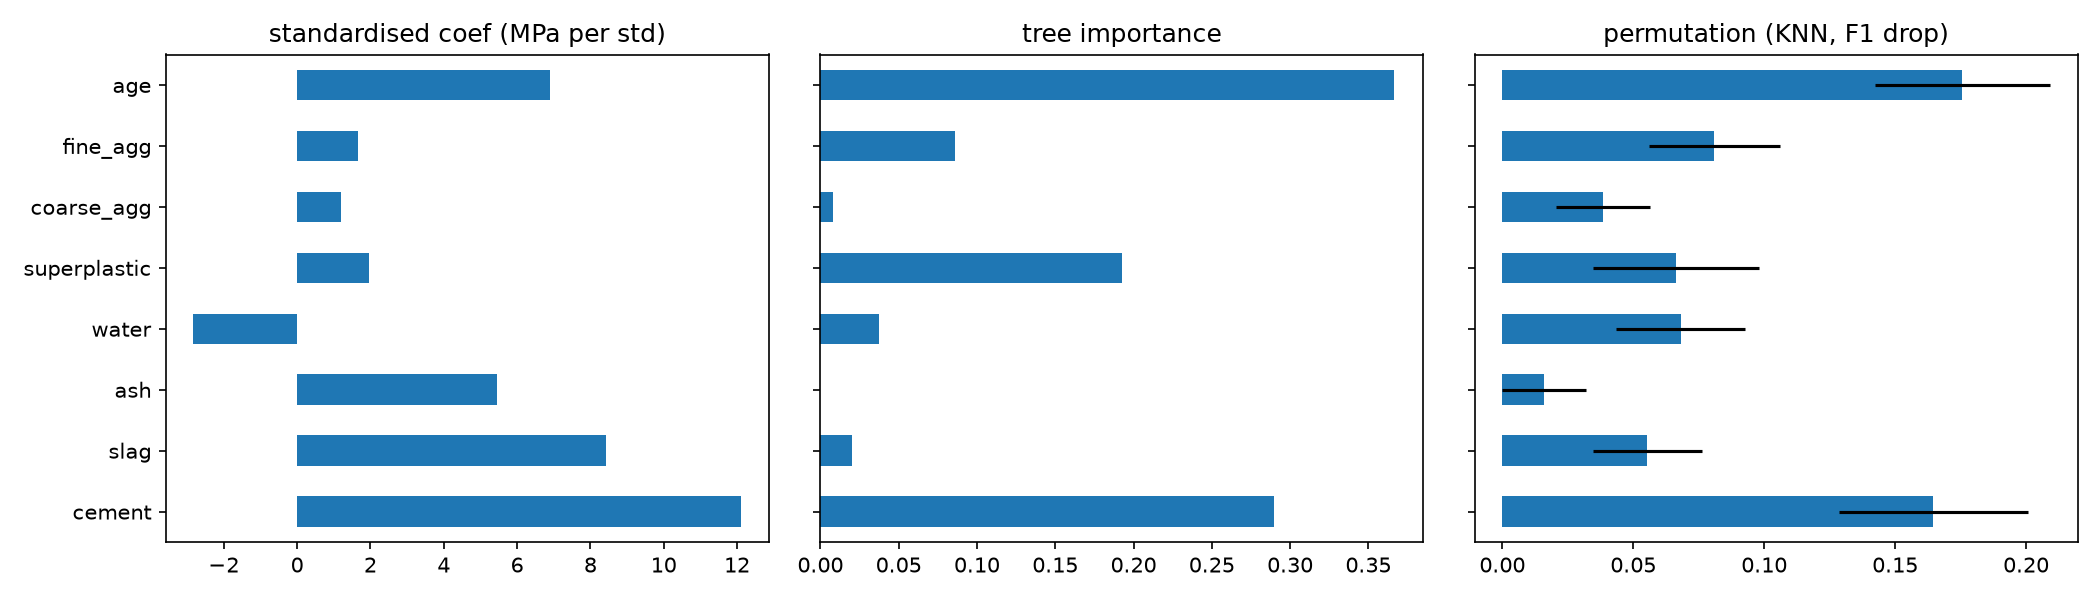 standardised coef (MPa per std)
tree importance
permutation (KNN, F1 drop)
age
fine_agg
coarse_agg
superplastic
water
ash
slag
cement
−2 0 2 4 6 8 10 12
0.00 0.05 0.10 0.15 0.20 0.25 0.30 0.35
0.00 0.05 0.10 0.15 0.20